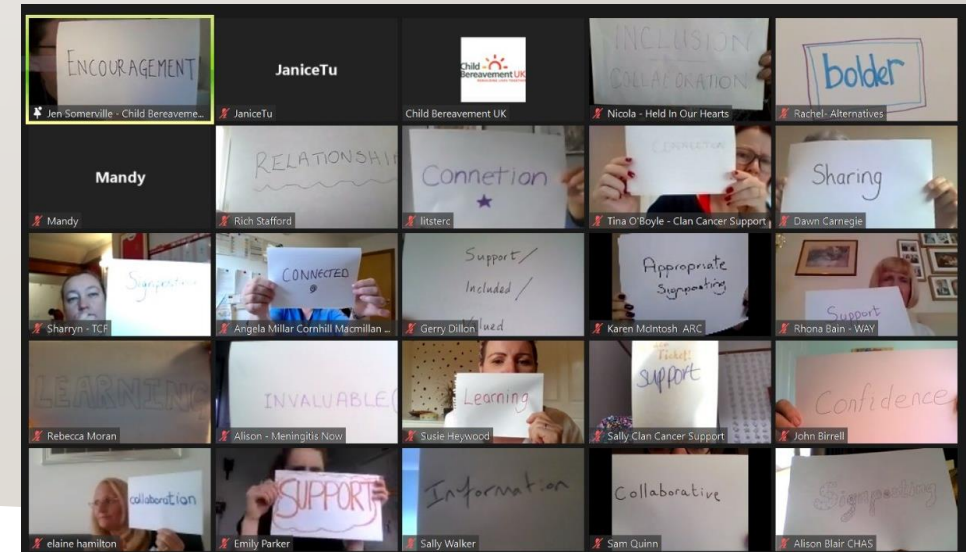 ENCOURAGEMENT
Jen Somerville - Child Bereaveme...
JaniceTu
JaniceTu
Child
Bereavement UK
Child Bereavement UK
INCLUSION
COLLABORATION
Nicola - Held In Our Hearts
bolder
Rachel- Alternatives
Mandy
Mandy
RELATIONSHI
Rich Stafford
Connetion
litsterc
CONNECTION
Tina O'Boyle - Clan Cancer Support
Sharing
Dawn Carnegie
Sharryn - TCF
CONNECTED
Angela Millar Cornhill Macmillan ...
Support/
Included/
Valued
Gerry Dillon
Appropriate
Signposting
Karen McIntosh ARC
Support
Rhona Bain - WAY
LEARNING
Rebecca Moran
INVALUABLE
Alison - Meningitis Now
Learning
Susie Heywood
Ticket!
SUPPORT
Sally Clan Cancer Support
Confidence
John Birrell
collaboration
elaine hamilton
SUPPORT
Emily Parker
Information
Sally Walker
Collaborative
Sam Quinn
Signposting
Alison Blair CHAS